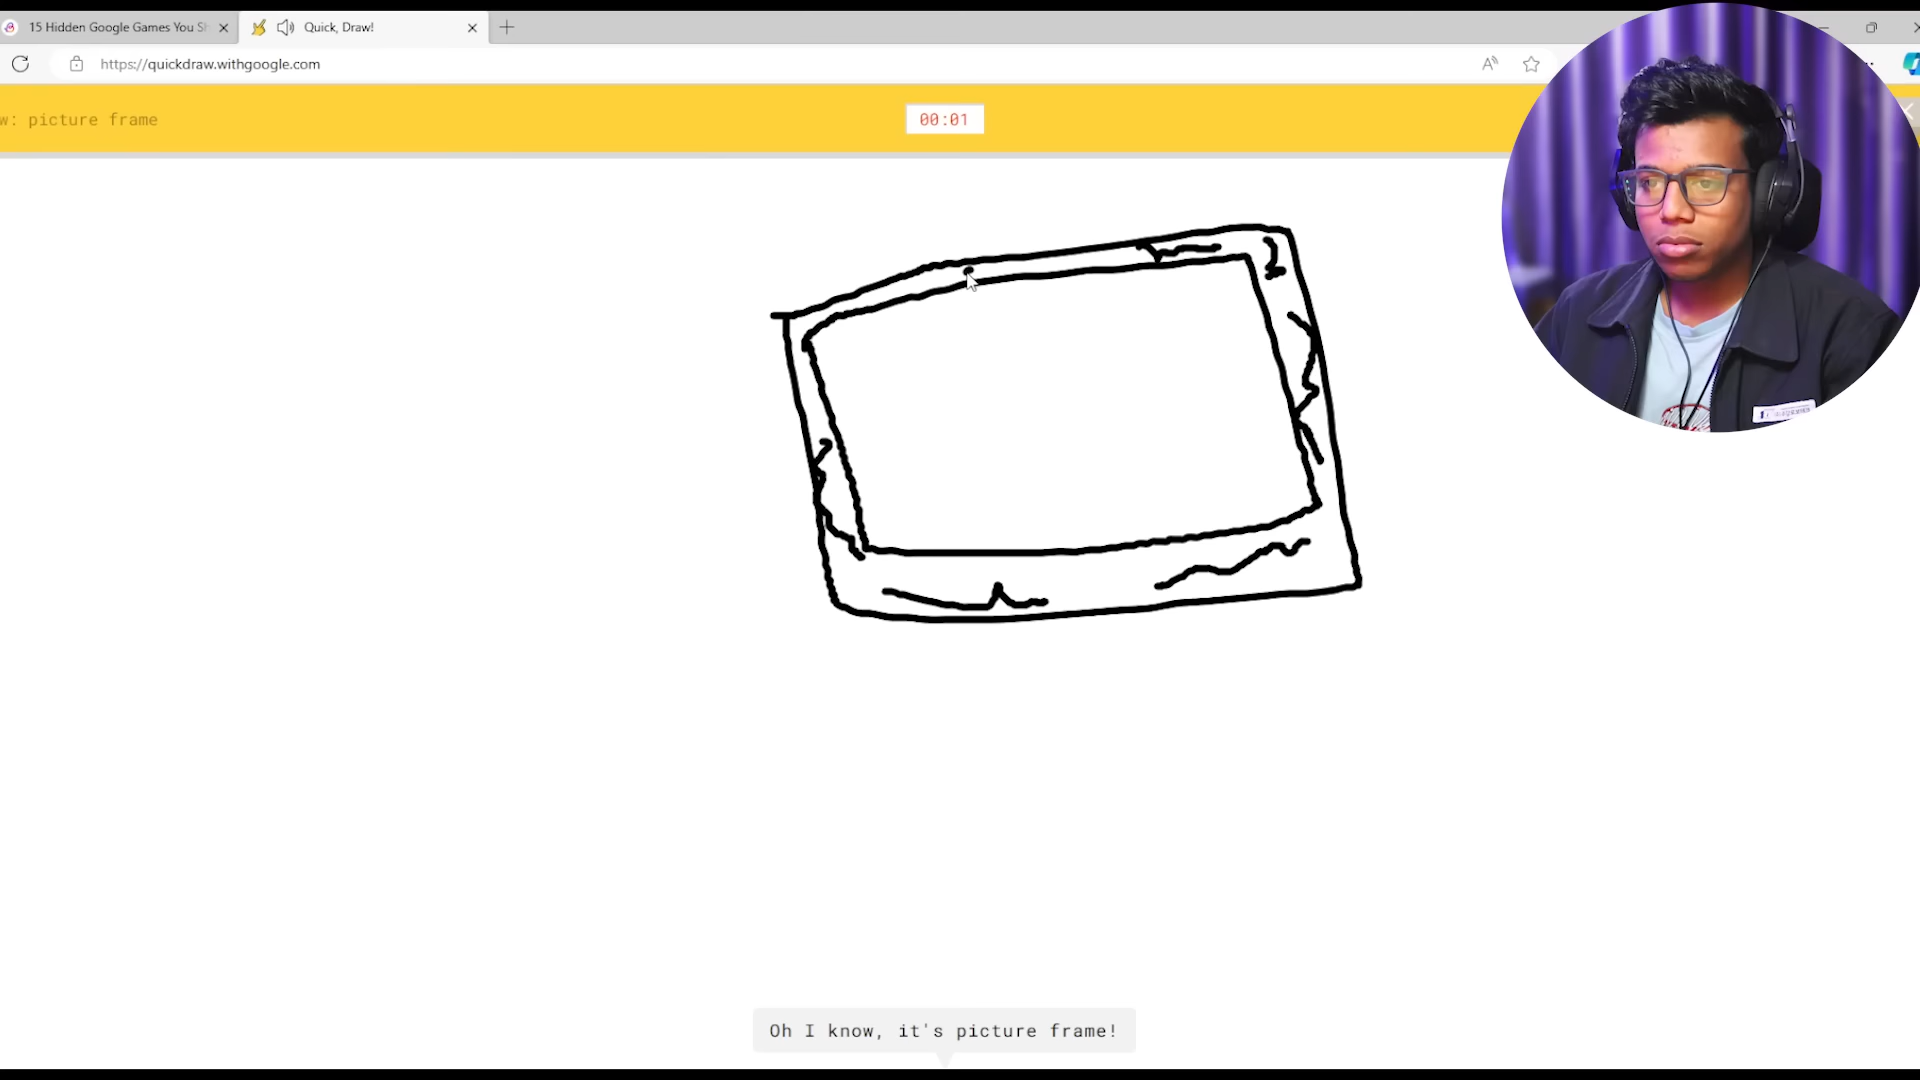 15 Hidden Google Games You Sh
Quick, Draw!
https://quickdraw.withgoogle.com
w: picture frame
00:01
Oh I know, it's picture frame!